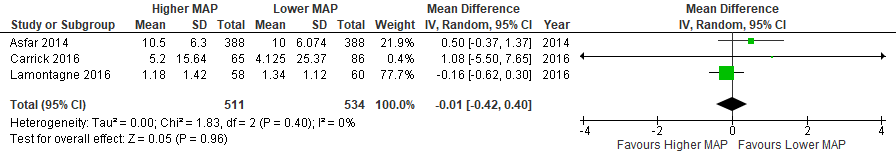 Higher MAP Lower MAP Mean Difference Mean Difference
Study or Subgroup Mean SD Total Mean SD Total Weight IV, Random, 95% CI Year IV, Random, 95% CI
Asfar 2014 10.5 6.3 388 10 6.074 388 21.9% 0.50 [-0.37, 1.37] 2014
Carrick 2016 5.2 15.64 65 4.125 25.37 86 0.4% 1.08 [-5.50, 7.65] 2016
Lamontagne 2016 1.18 1.42 58 1.34 1.12 60 77.7% -0.16 [-0.62, 0.30] 2016
Total (95% CI) 511 534 100.0% -0.01 [-0.42, 0.40]
Heterogeneity: Tau² = 0.00; Chi² = 1.83, df = 2 (P = 0.40); I² = 0%
Test for overall effect: Z = 0.05 (P = 0.96)
-4 -2 0 2 4
Favours Higher MAP Favours Lower MAP